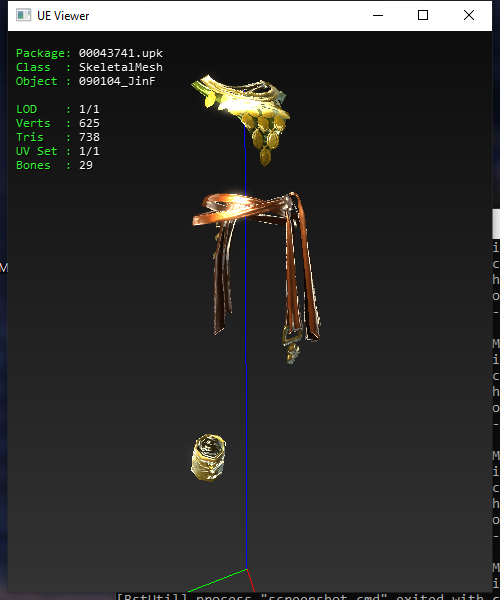 UE Viewer
Package: 00043741.upk
Class : SkeletalMesh
Object : 090104_JinF
LOD : 1/1
Verts : 625
Tris : 738
UV Set : 1/1
Bones : 29
M
i
c
h
o
-
M
i
c
h
o
-
M
i
c
h
o
-
M
i
[BstUtil] process "screenshot.cmd" exited with c